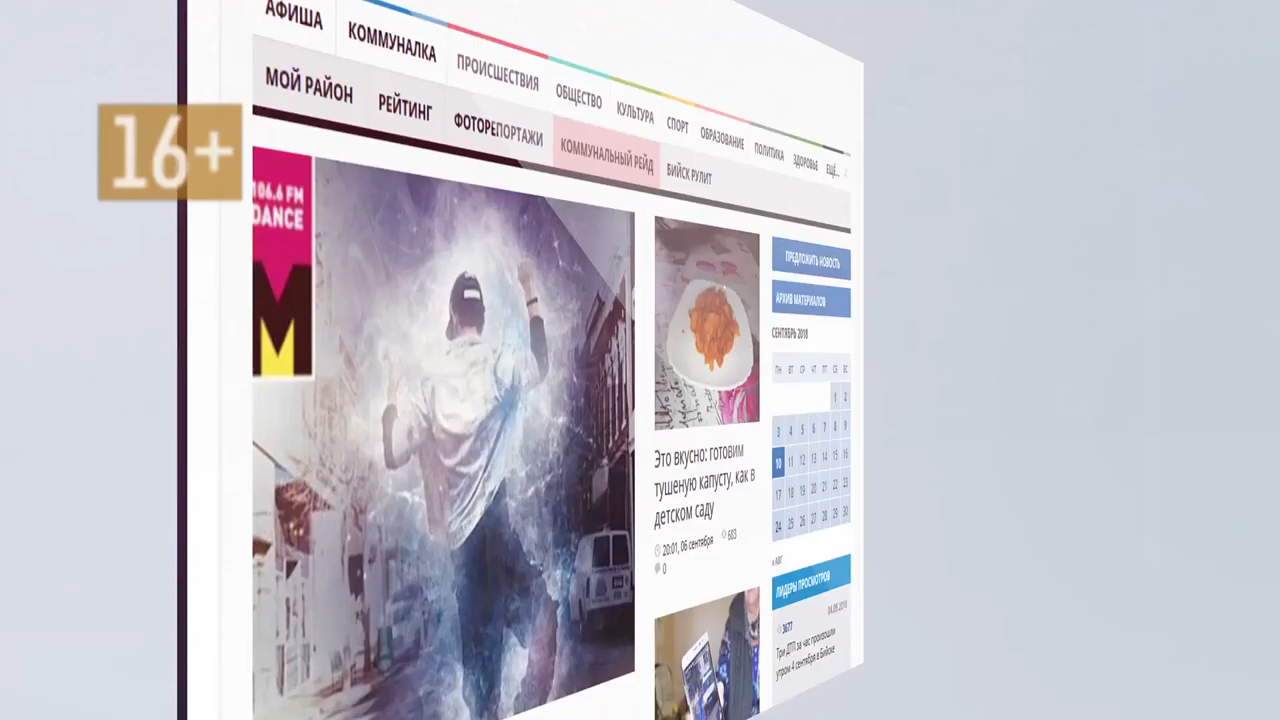 АФИША
КОММУНАЛКА
ПРОИСШЕСТВИЯ
ОБЩЕСТВО
КУЛЬТУРА
СПОРТ
ОБРАЗОВАНИЕ
ПОЛИТИКА
ЗДОРОВЬЕ
ЕЩЁ...
МОЙ РАЙОН
РЕЙТИНГ
ФОТОРЕПОРТАЖИ
КОММУНАЛЬНЫЙ РЕЙД
БИЙСК РУЛИТ
16+
106.6 FM
DANCE
Это вкусно: готовим
тушеную капусту, как в
детском саду
20:01, 06 сентября 683
0
ПРЕДЛОЖИТЬ НОВОСТЬ
АРХИВ МАТЕРИАЛОВ
СЕНТЯБРЬ 2018
ПН ВТ СР ЧТ ПТ СБ ВС
1 2
3 4 5 6 7 8 9
10 11 12 13 14 15 16
17 18 19 20 21 22 23
24 25 26 27 28 29 30
« АВГ
ЛИДЕРЫ ПРОСМОТРОВ
04.09.2018
3677
Три ДТП за час произошли
утром 4 сентября в Бийске